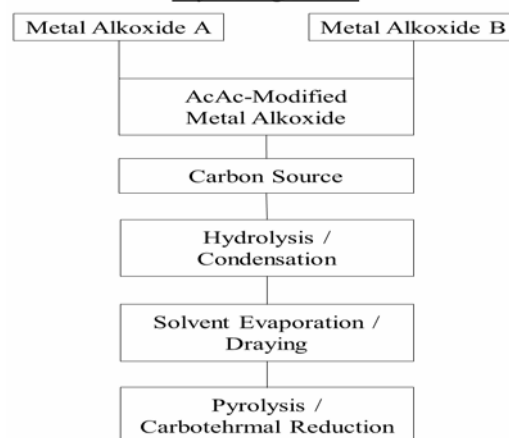 Metal Alkoxide A
Metal Alkoxide B
AcAc-Modified
Metal Alkoxide
Carbon Source
Hydrolysis /
Condensation
Solvent Evaporation /
Draying
Pyrolysis /
Carbotehrmal Reduction